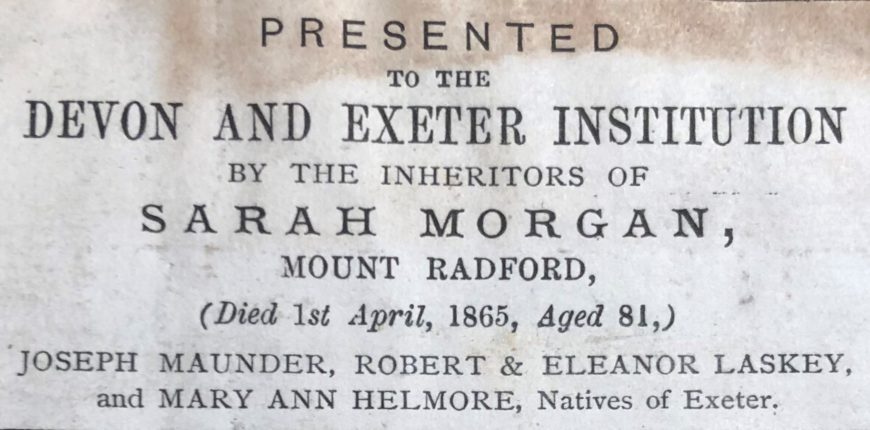 PRESENTED
TO THE
DEVON AND EXETER INSTITUTION
BY THE INHERITORS OF
SARAH MORGAN,
MOUNT RADFORD,
(Died 1st April, 1865, Aged 81,)
JOSEPH MAUNDER, ROBERT & ELEANOR LASKEY,
and MARY ANN HELMORE, Natives of Exeter.